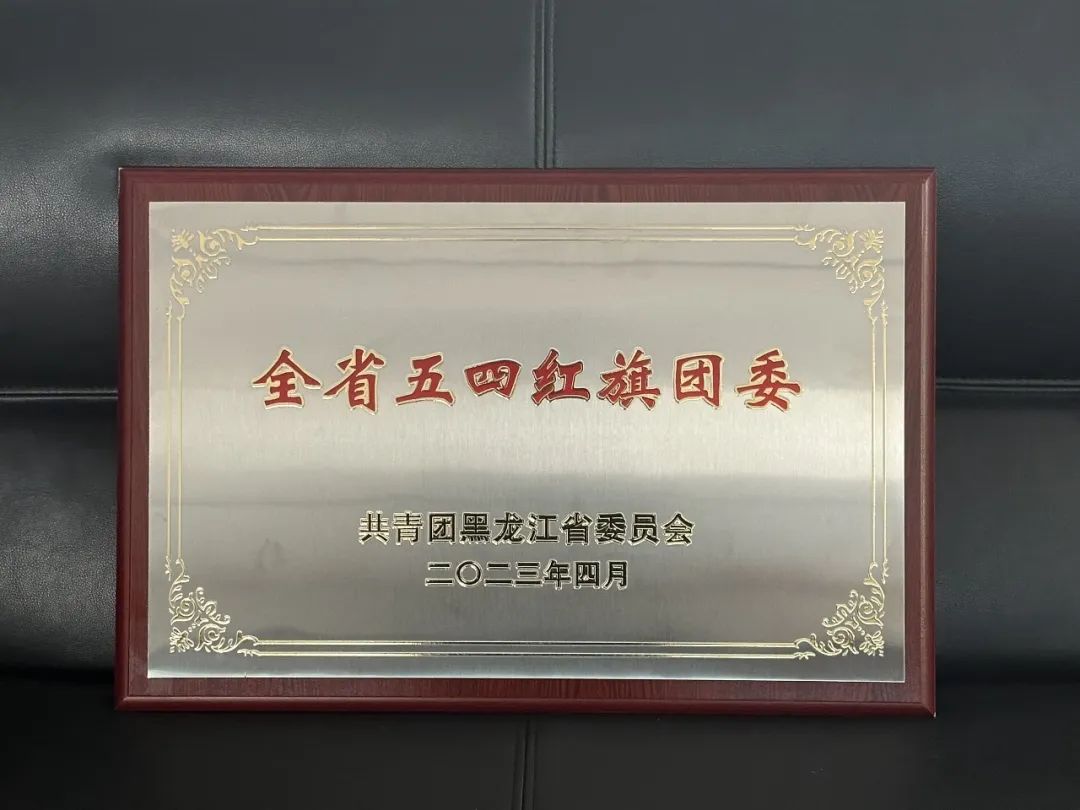 全省五四红旗团委
共青团黑龙江省委员会
二〇二三年四月